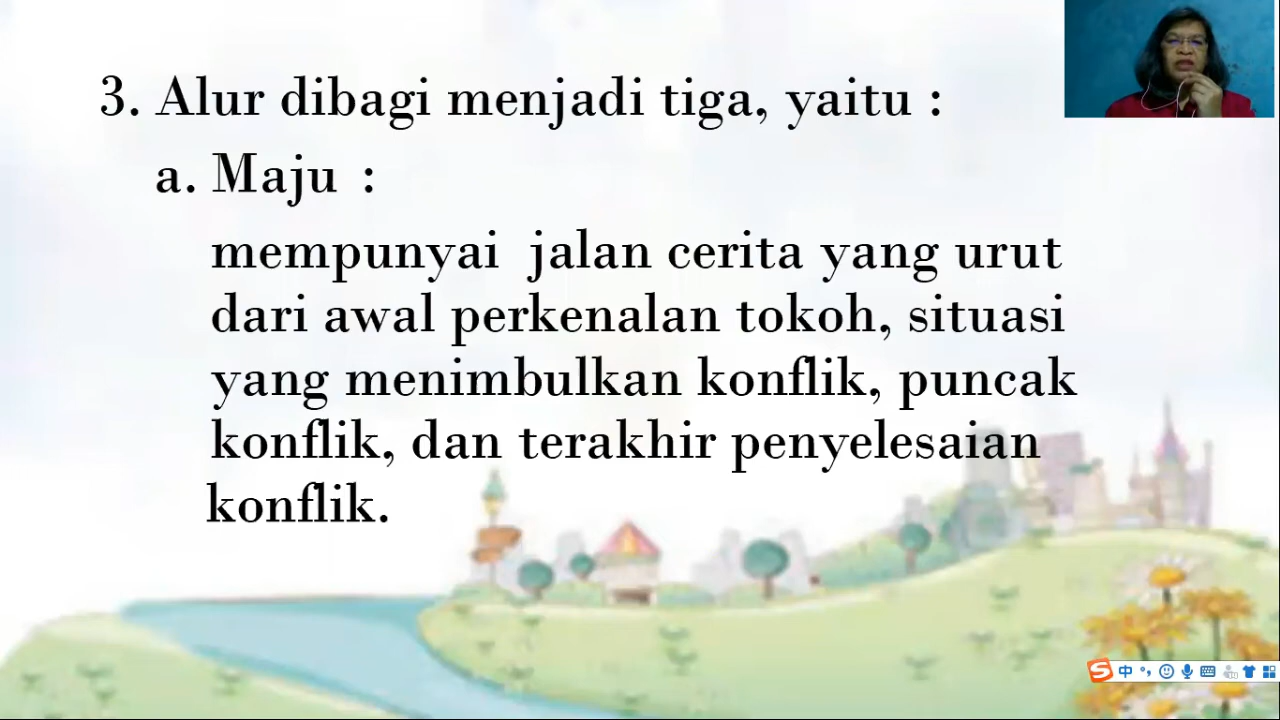 3. Alur dibagi menjadi tiga, yaitu :
a. Maju :
mempunyai jalan cerita yang urut
dari awal perkenalan tokoh, situasi
yang menimbulkan konflik, puncak
konflik, dan terakhir penyelesaian
konflik.
S 中